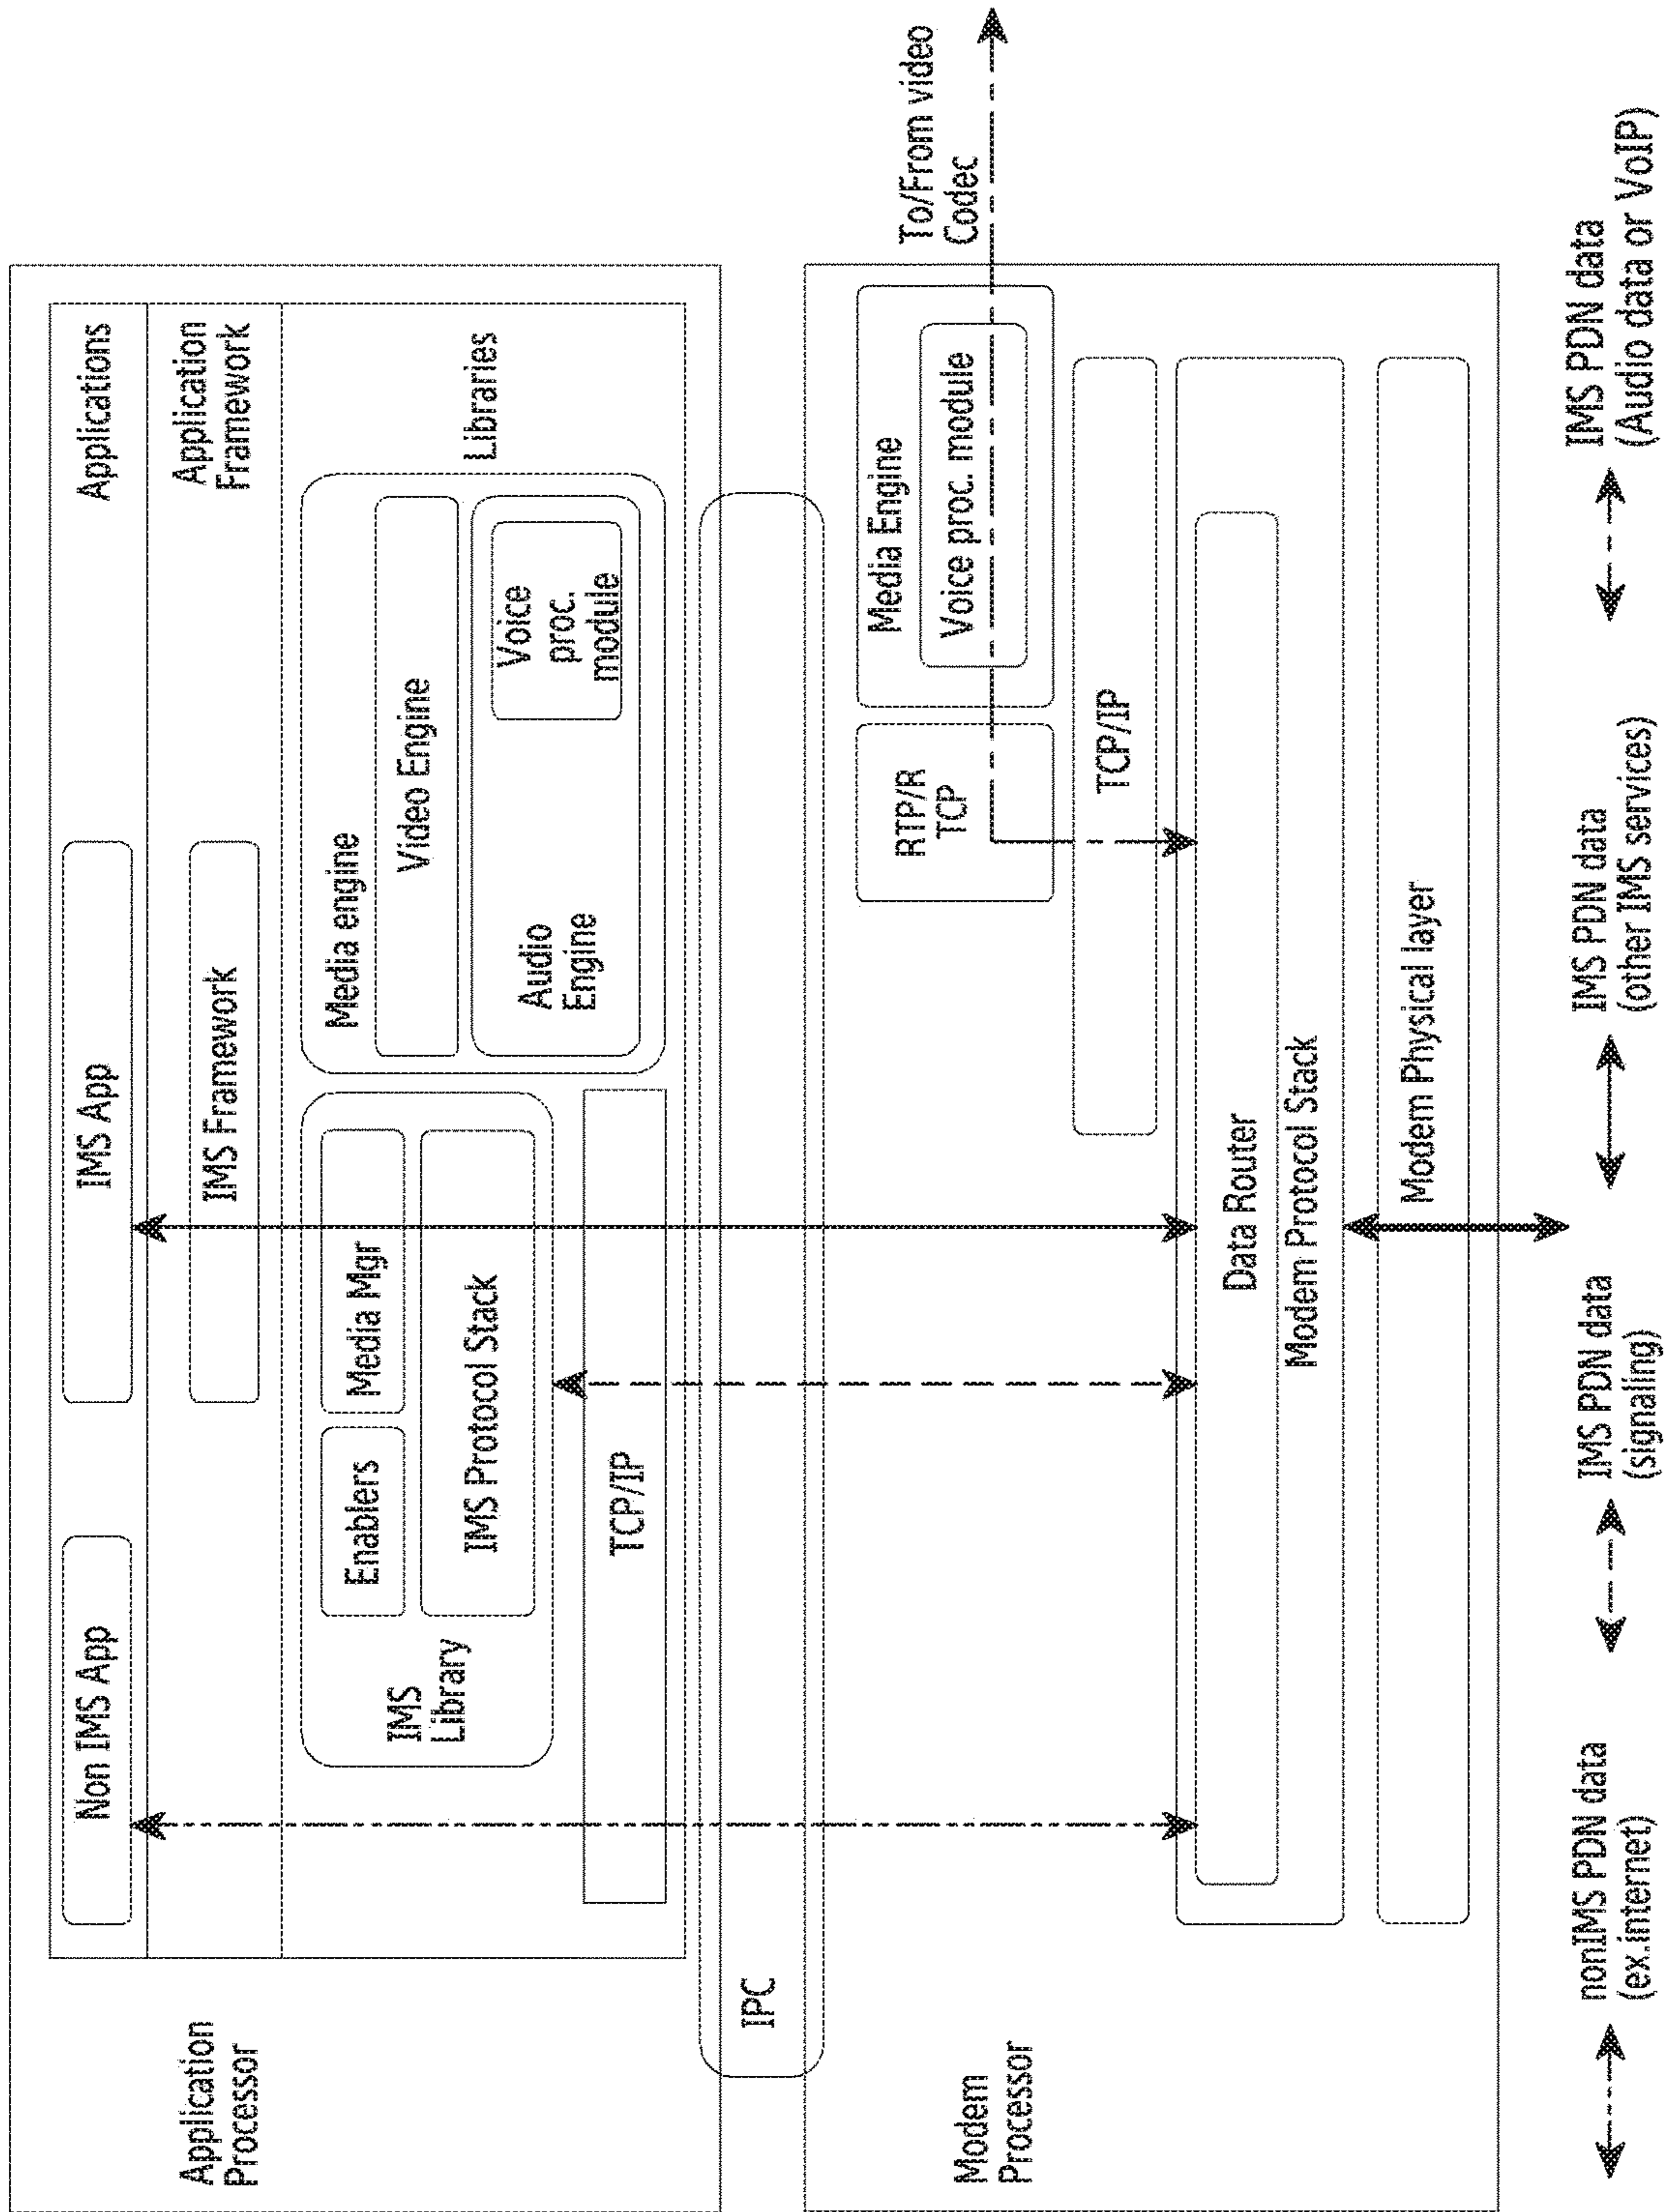 Application
Processor
Non IMS App
IMS App
Applications
IMS Framework
Application
Framework
IMS
Library
Enablers
Media Mgr
IMS Protocol Stack
TCP/IP
Media engine
Video Engine
Audio
Engine
Voice
proc.
module
Libraries
IPC
Modem
Processor
RTP/R
TCP
Media Engine
Voice proc. module
To/From video
Codec
TCP/IP
Data Router
Modem Protocol Stack
Modem Physical layer
nonIMS PDN data
(ex.internet)
IMS PDN data
(signaling)
IMS PDN data
(other IMS services)
IMS PDN data
(Audio data or VoIP)